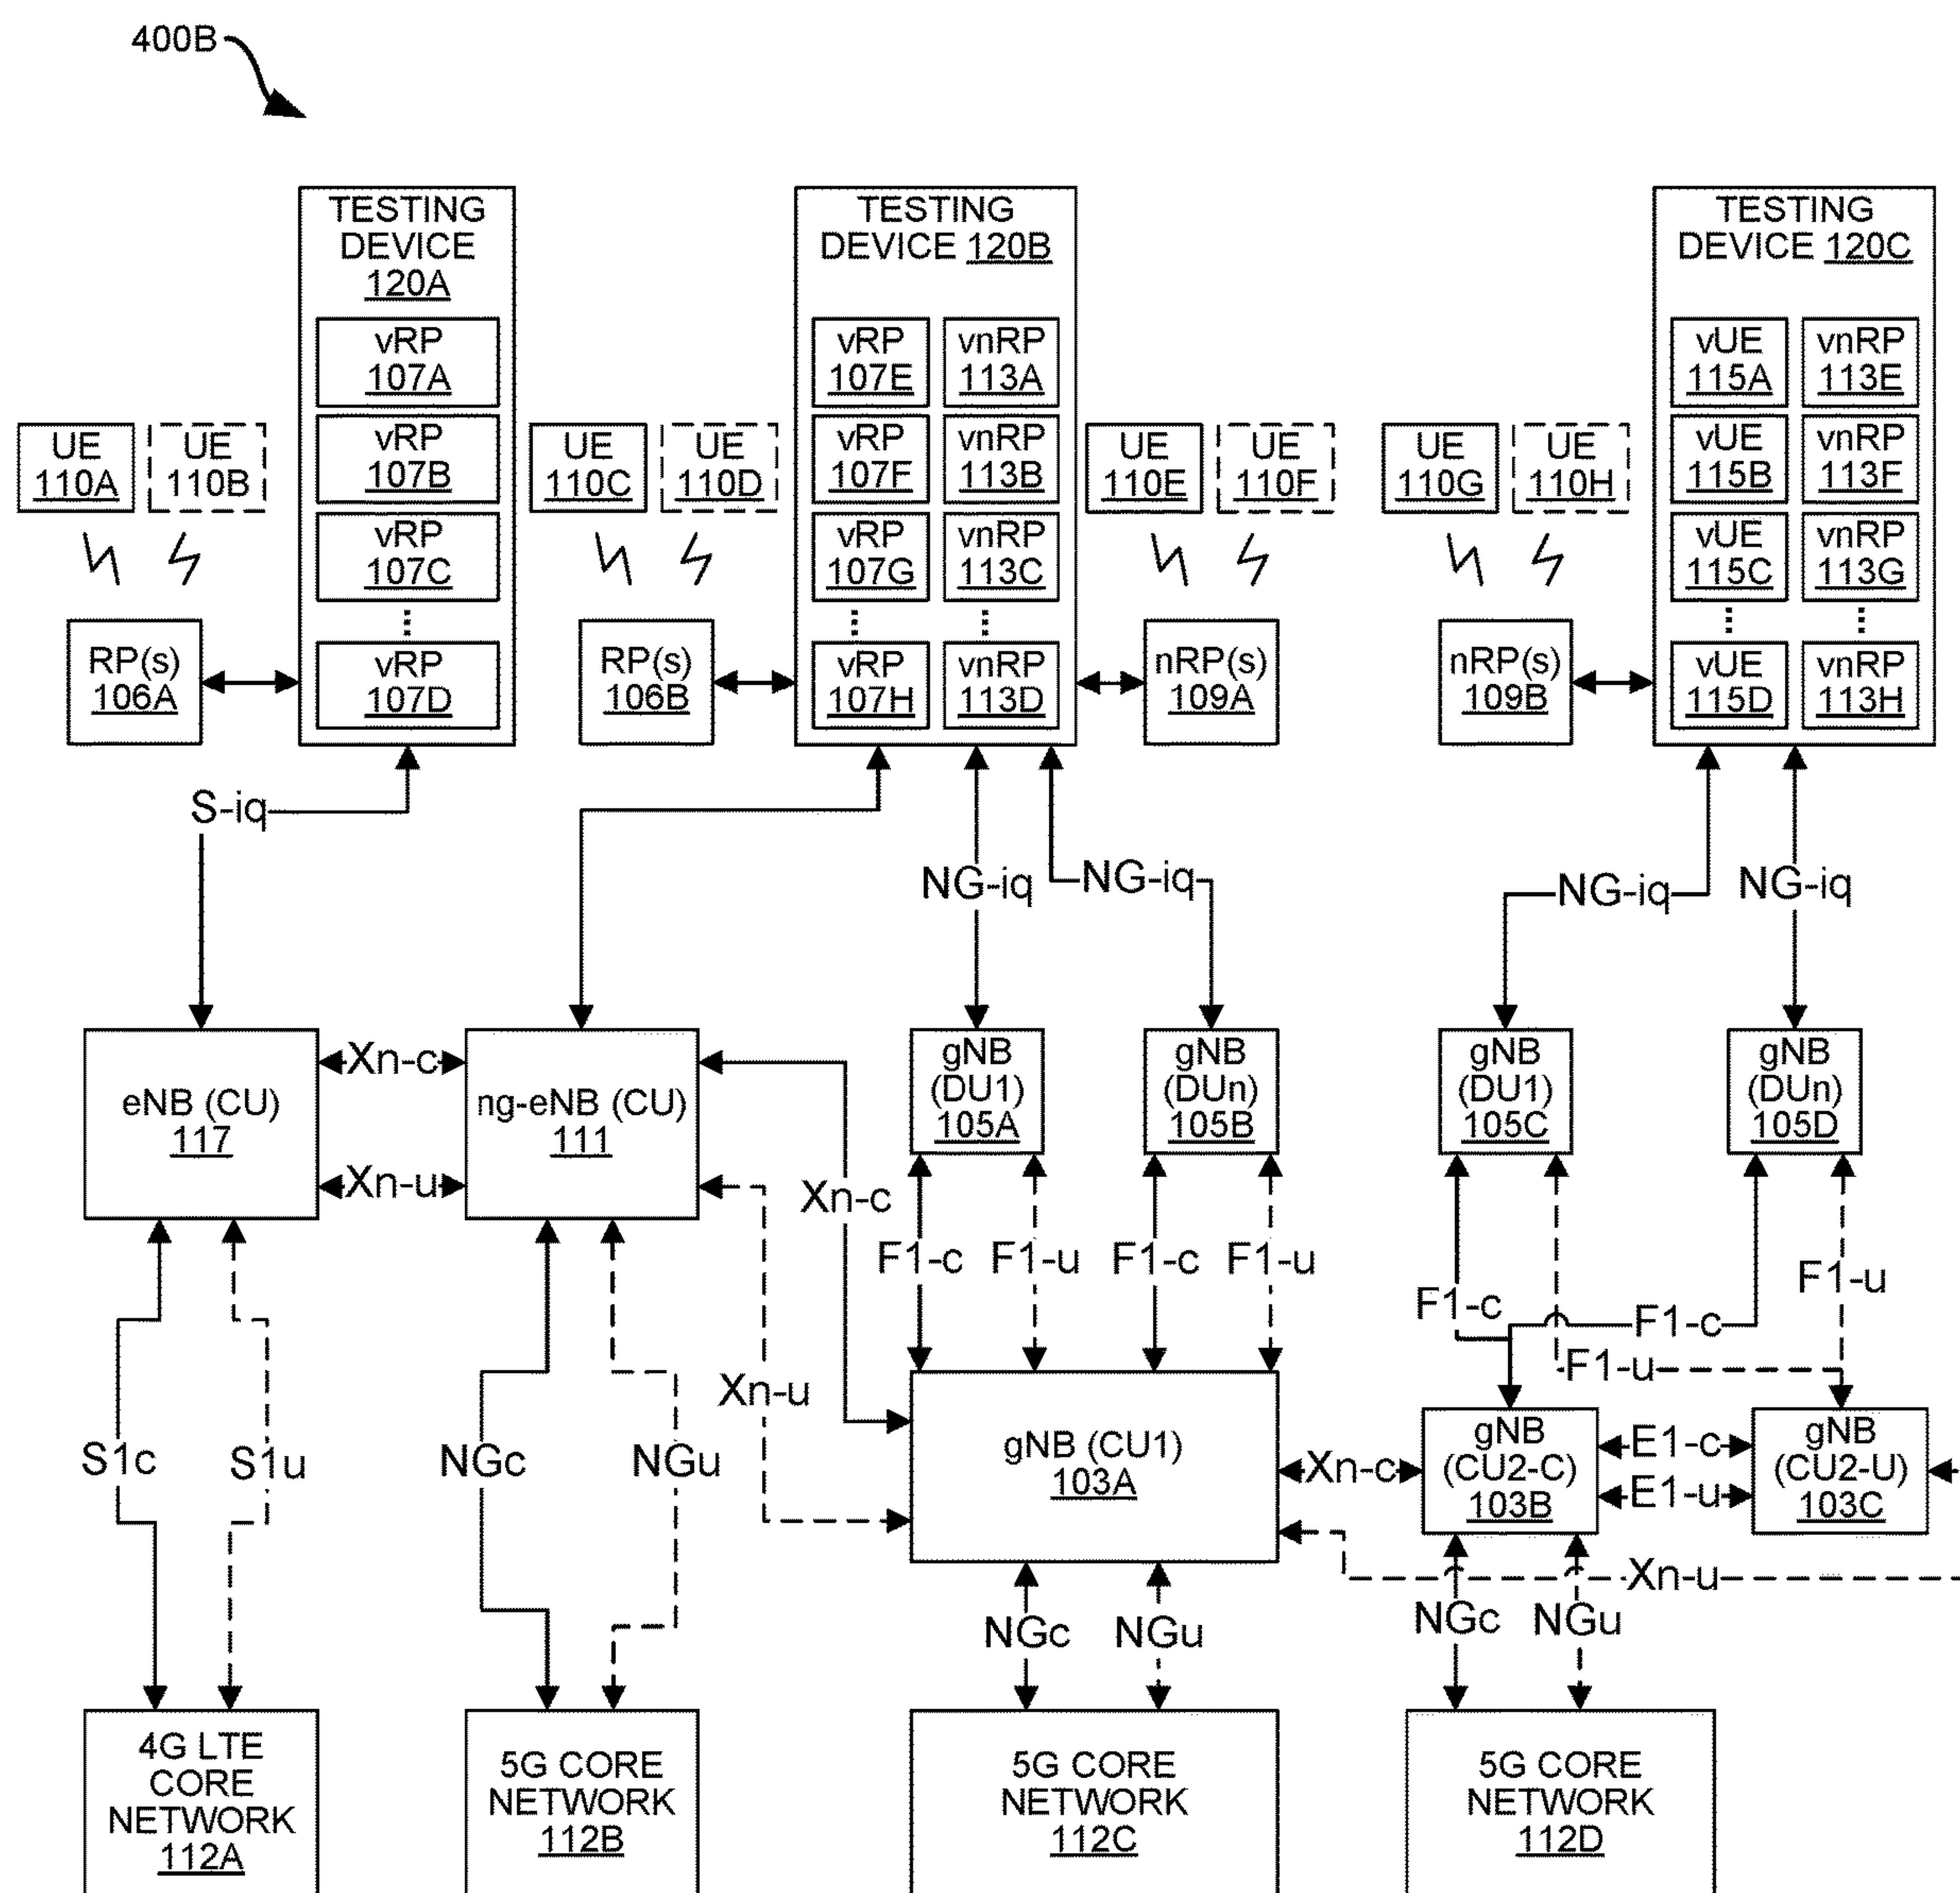 400B
TESTING
DEVICE
120A
vRP
107A
vRP
107B
vRP
107C
vRP
107D
TESTING
DEVICE 120B
vRP
107E
vnRP
113A
vRP
107F
vnRP
113B
vRP
107G
vnRP
113C
vRP
107H
vnRP
113D
TESTING
DEVICE 120C
vUE
115A
vnRP
113E
vUE
115B
vnRP
113F
vUE
115C
vnRP
113G
vUE
115D
vnRP
113H
UE
110A
UE
110B
UE
110C
UE
110D
UE
110E
UE
110F
UE
110G
UE
110H
RP(s)
106A
RP(s)
106B
nRP(s)
109A
nRP(s)
109B
S-iq
NG-iq
NG-iq
NG-iq
NG-iq
eNB (CU)
117
Xn-c
Xn-u
ng-eNB (CU)
111
gNB
(DU1)
105A
gNB
(DUn)
105B
gNB
(DU1)
105C
gNB
(DUn)
105D
Xn-c
F1-c
F1-u
F1-c
F1-u
F1-c
F1-c
F1-u
F1-u
Xn-u
S1c
S1u
NGc
NGu
gNB (CU1)
103A
Xn-c
gNB
(CU2-C)
103B
E1-c
E1-u
gNB
(CU2-U)
103C
Xn-u
NGc
NGu
NGc
NGu
4G LTE
CORE
NETWORK
112A
5G CORE
NETWORK
112B
5G CORE
NETWORK
112C
5G CORE
NETWORK
112D